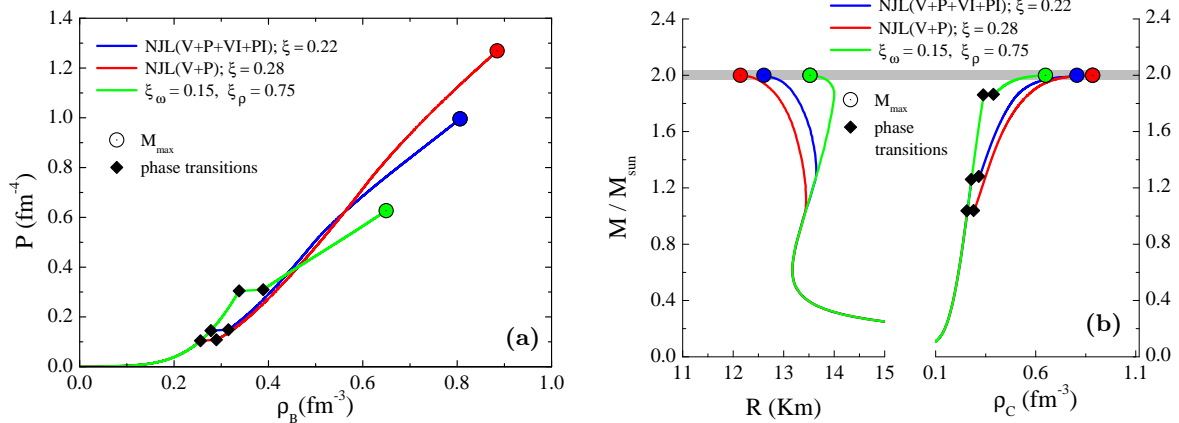 1.4
1.2
1.0
0.8
0.6
0.4
0.2
0.0
P (fm⁻⁴)
NJL(V+P+VI+PI); ξ = 0.22
NJL(V+P); ξ = 0.28
ξω = 0.15, ξρ = 0.75
Mmax
phase transitions
(a)
0.0 0.2 0.4 0.6 0.8 1.0
ρB(fm⁻³)
NJL(V+P+VI+PI); ξ = 0.22
NJL(V+P); ξ = 0.28
ξω = 0.15, ξρ = 0.75
2.4
2.0
1.6
1.2
0.8
0.4
0.0
M / Msun
Mmax
phase
transitions
(b)
2.4
2.0
1.6
1.2
0.8
0.4
0.0
11 12 13 14 15
0.1 0.6 1.1
R (Km)
ρC (fm⁻³)